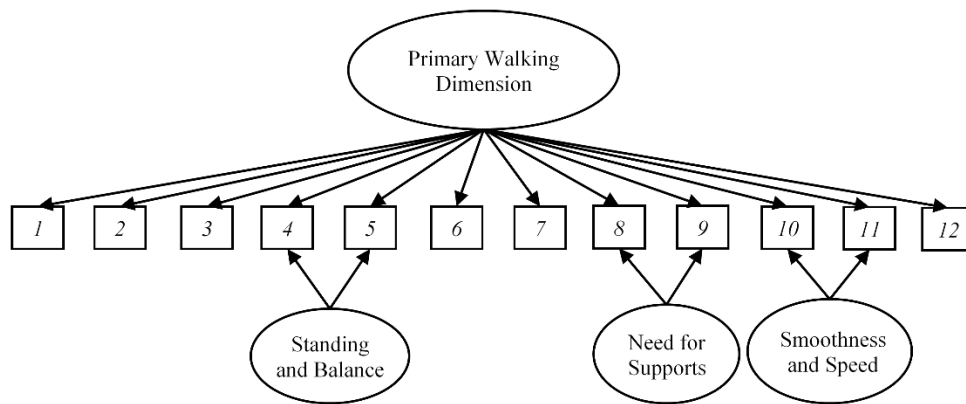 Primary Walking
Dimension
1 2 3 4 5 6 7 8 9 10 11 12
Standing
and Balance
Need for
Supports
Smoothness
and Speed